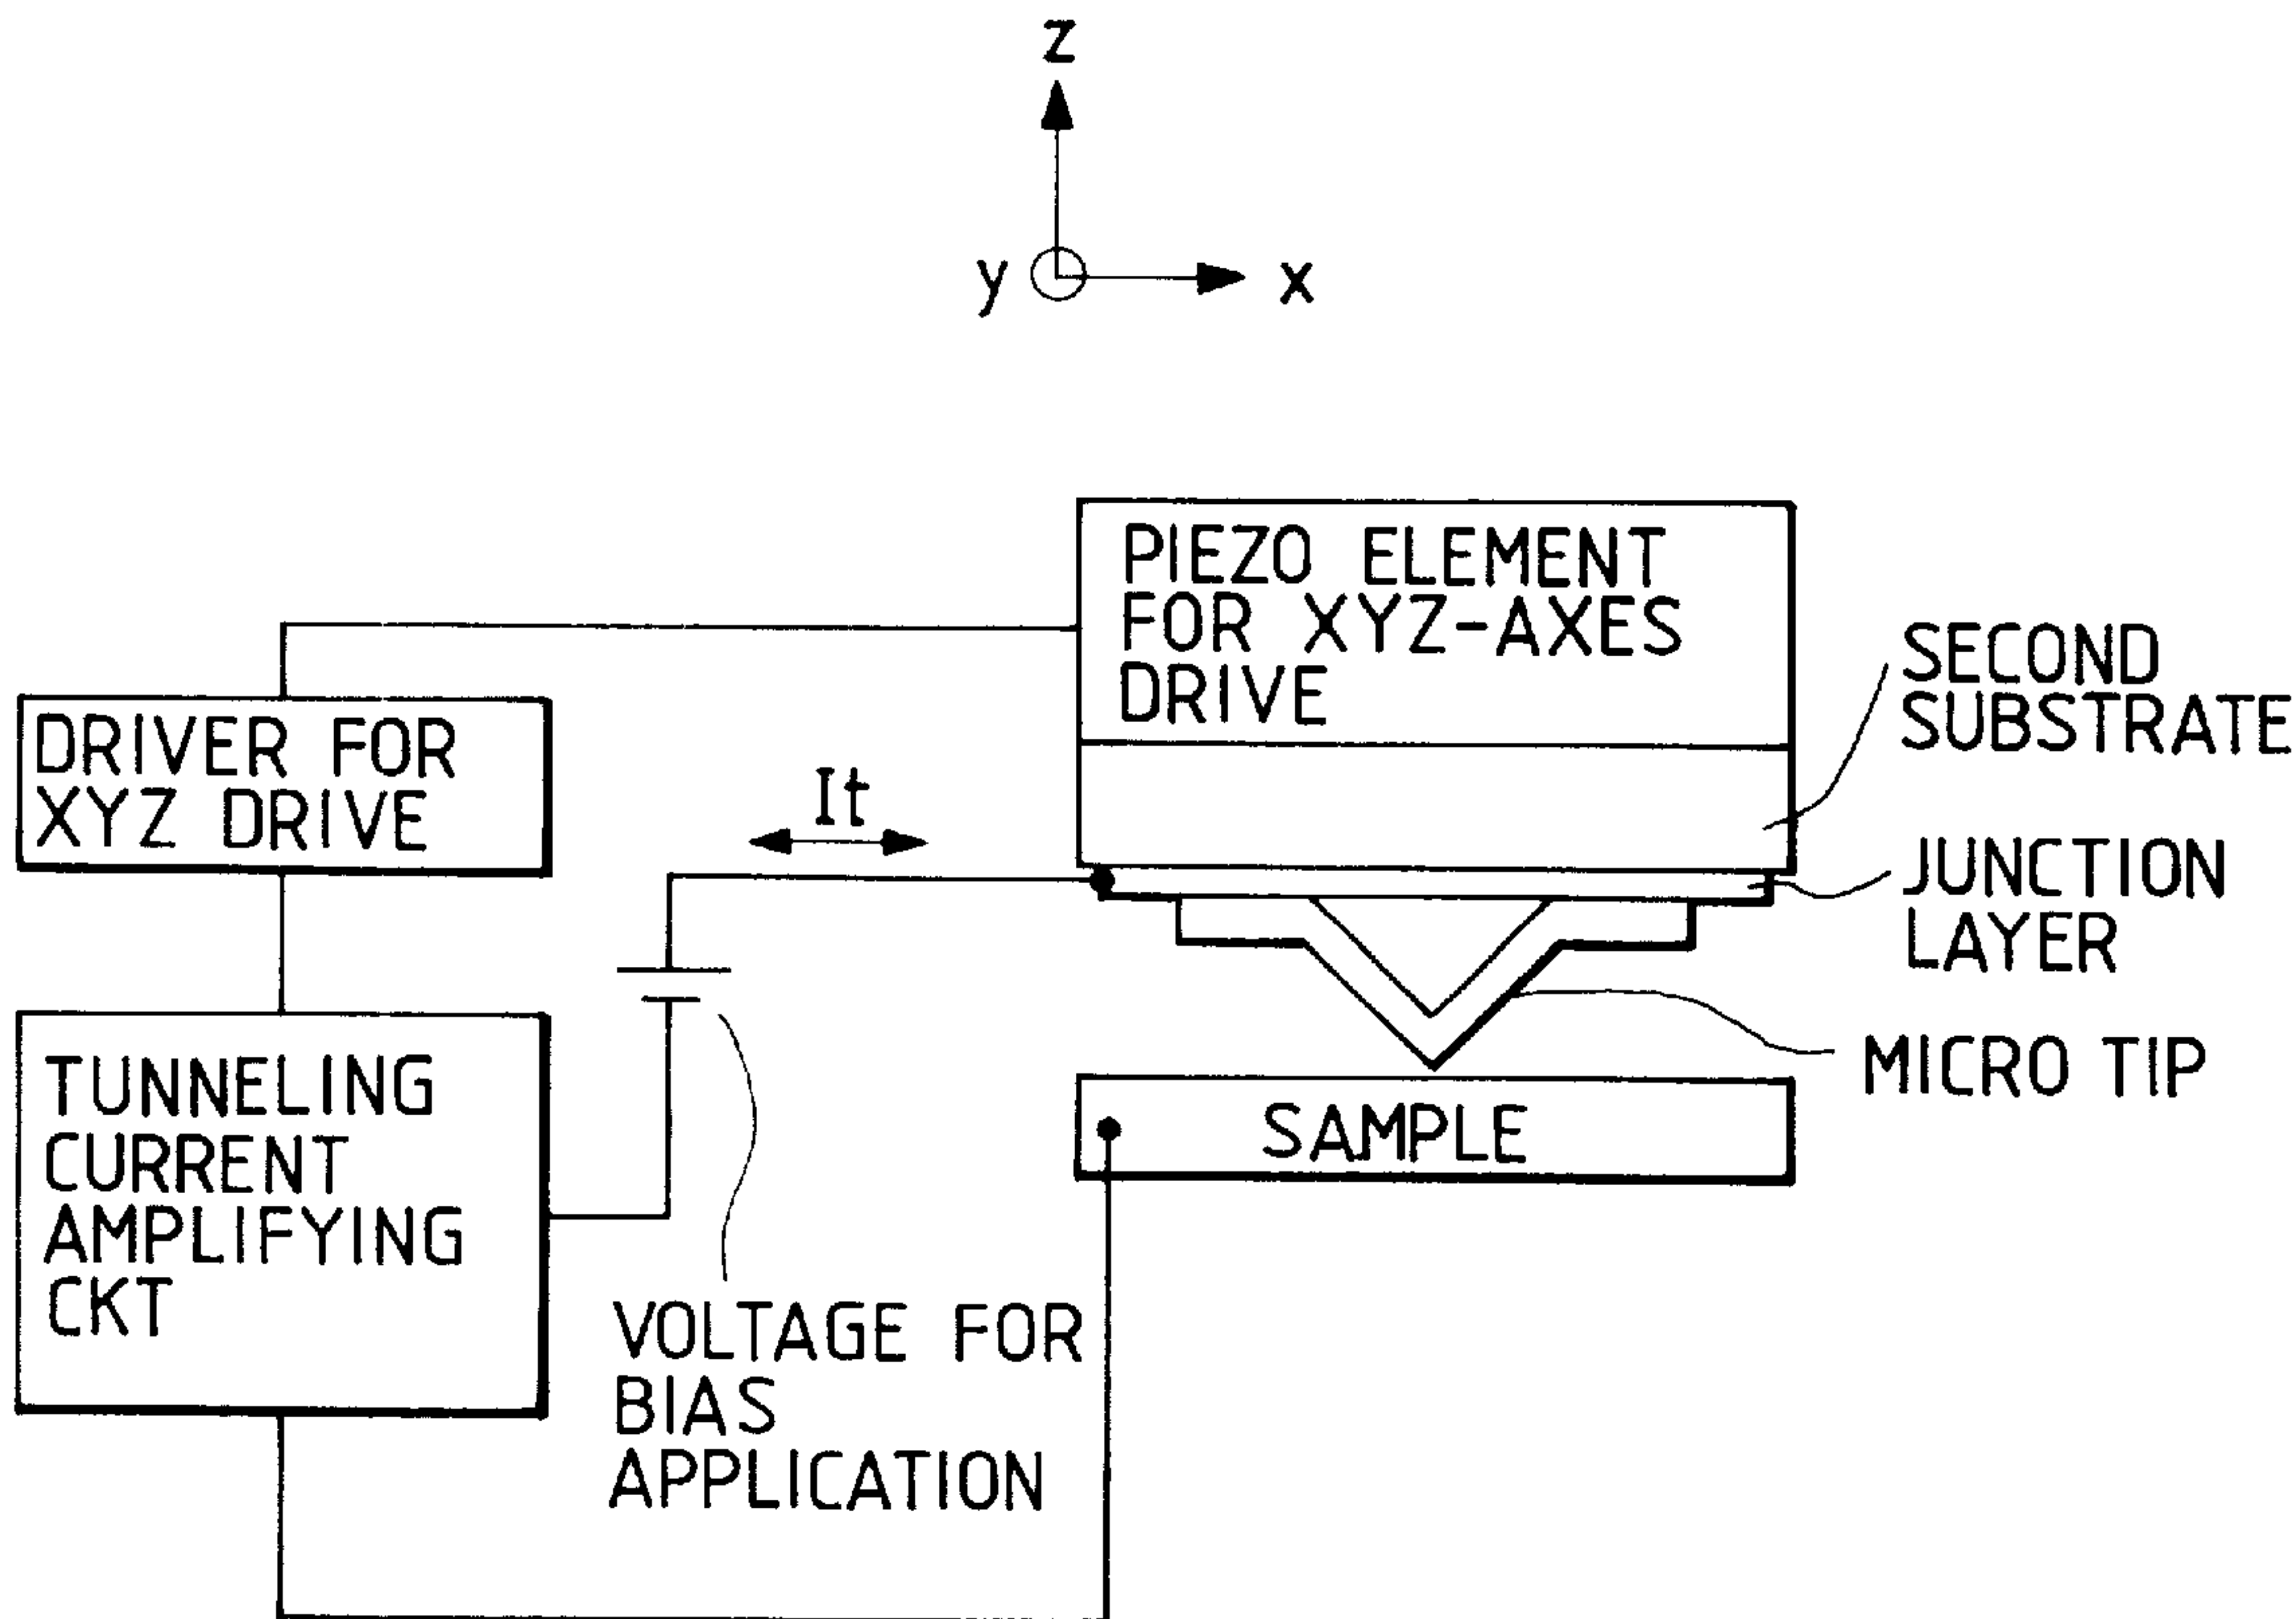 z
y
x
PIEZO ELEMENT
FOR XYZ-AXES
DRIVE
SECOND
SUBSTRATE
DRIVER FOR
XYZ DRIVE
It
JUNCTION
LAYER
MICRO TIP
TUNNELING
CURRENT
AMPLIFYING
CKT
SAMPLE
VOLTAGE FOR
BIAS
APPLICATION